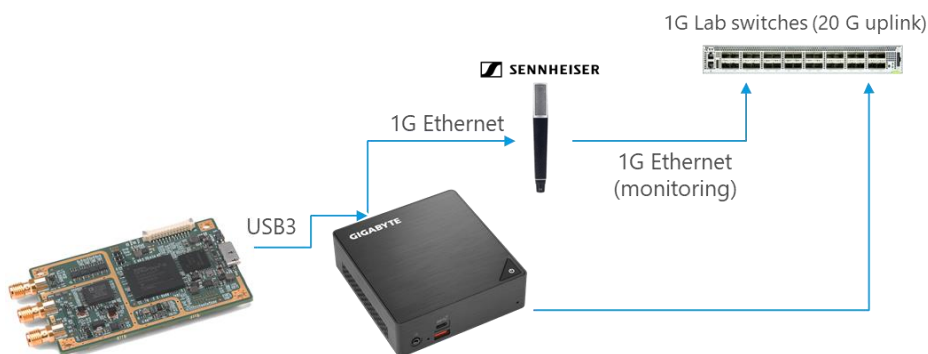 1G Lab switches (20 G uplink)
SENNHEISER
1G Ethernet
1G Ethernet
(monitoring)
USB3
GIGABYTE